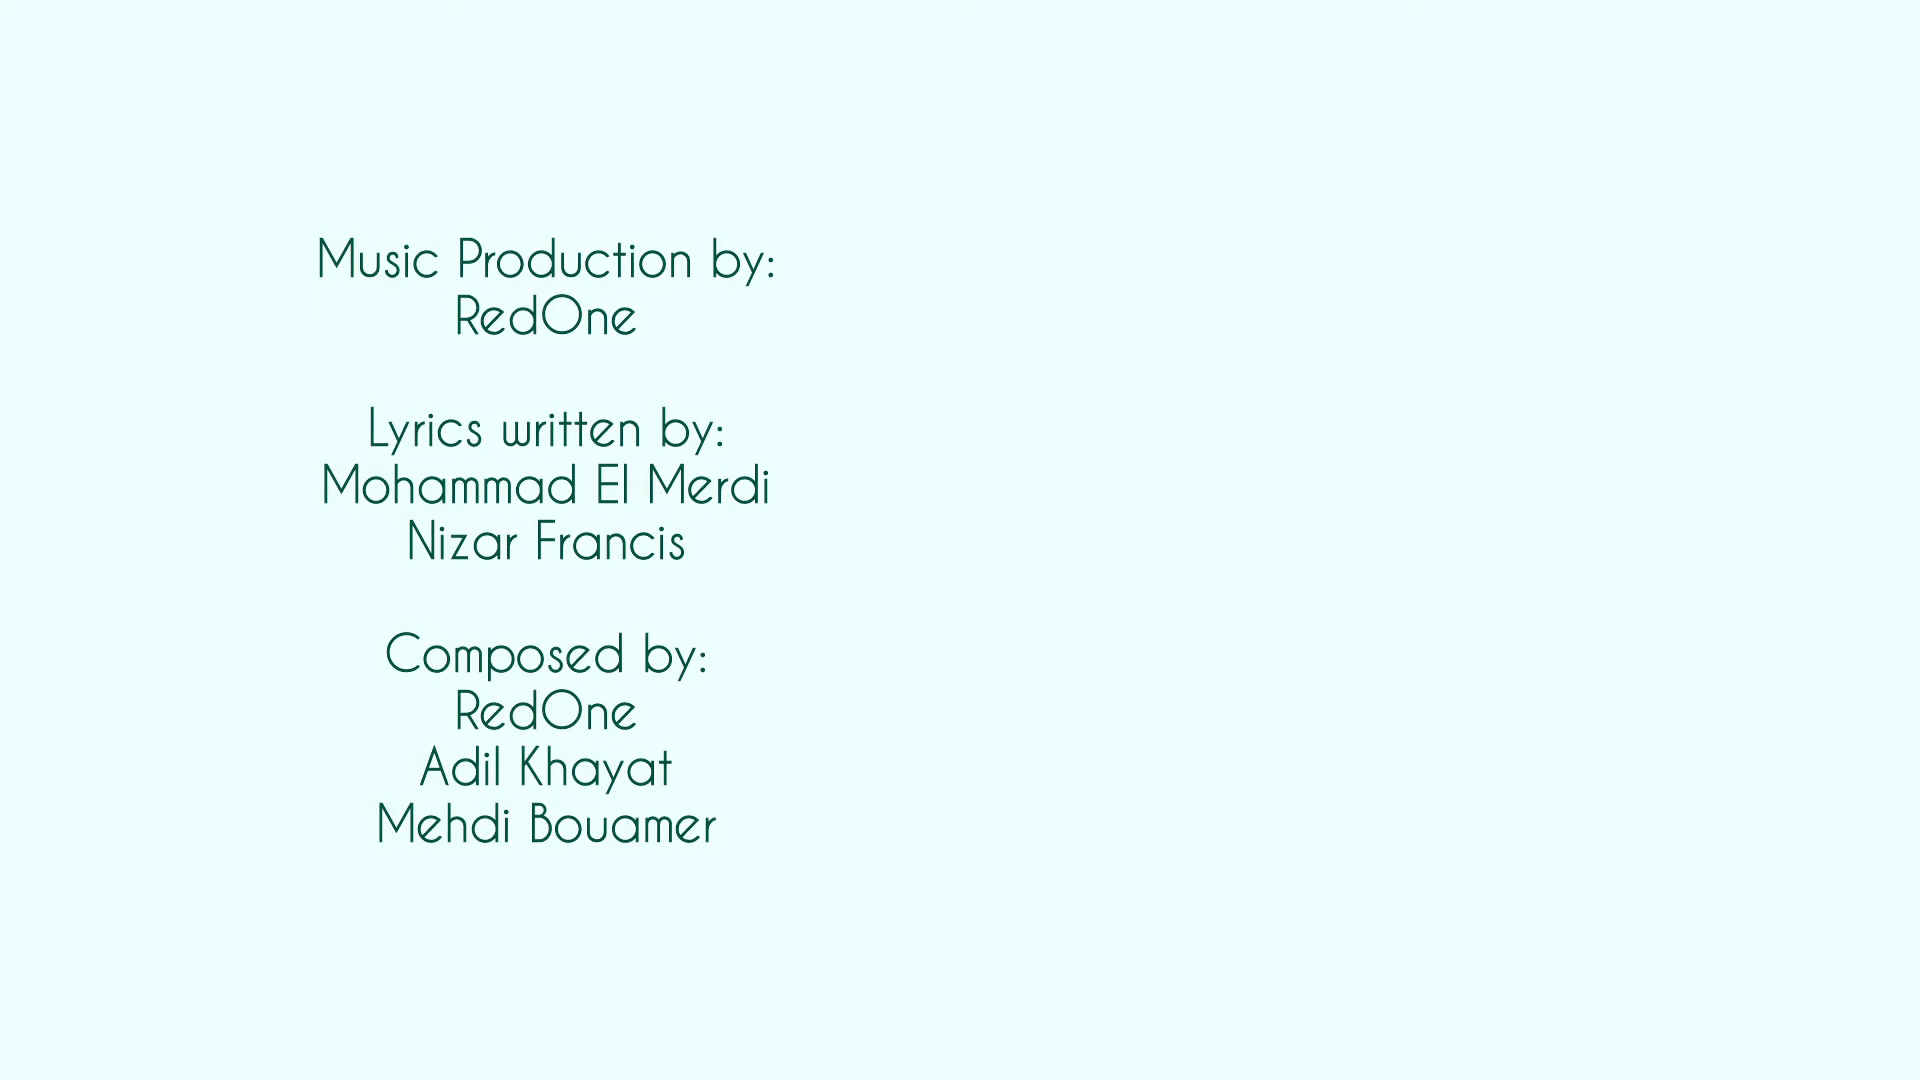 Music Production by:
RedOne
Lyrics written by:
Mohammad El Merdi
Nizar Francis
Composed by:
RedOne
Adil Khayat
Mehdi Bouamer